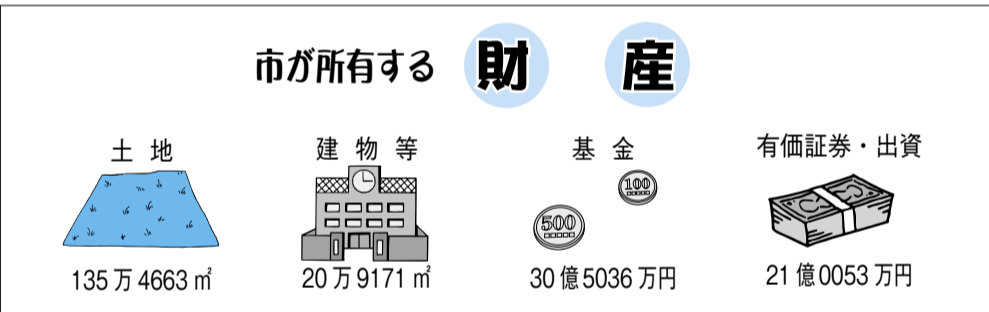 市が所有する 財 産
土地
建物等
基金
有価証券・出資
100
500
135万4663㎡
20万9171㎡
30億5036万円
21億0053万円